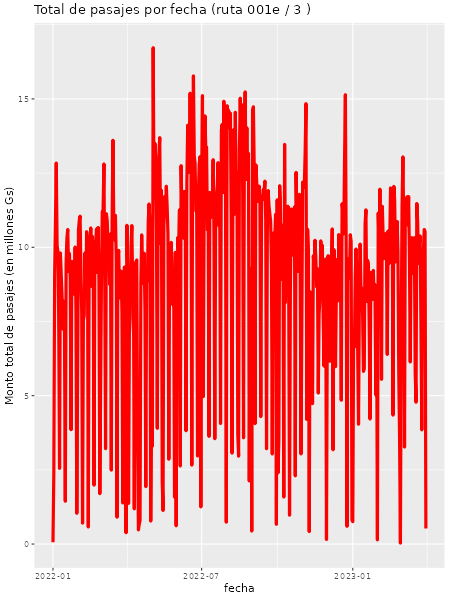 Total de pasajes por fecha (ruta 001e / 3 )
Monto total de pasajes (en millones Gs)
15
10
5
0
2022-01
2022-07
2023-01
fecha